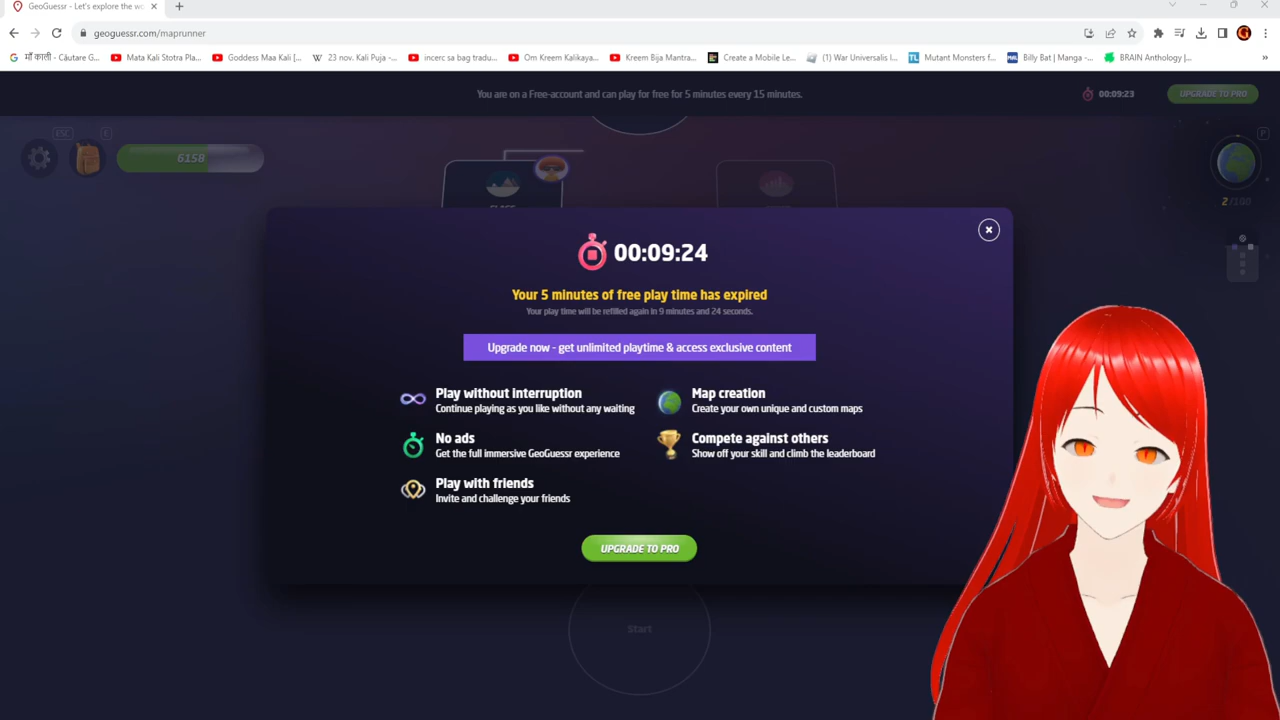 GeoGuessr - Let's explore the wo
geoguessr.com/maprunner
माँ काली - Căutare G...
Mata Kali Stotra Pla...
Goddess Maa Kali [...
23 nov. Kali Puja -...
incerc sa bag tradu...
Om Kreem Kalikaya...
Kreem Bija Mantra...
Create a Mobile Le...
(1) War Universalis I...
Mutant Monsters f...
Billy Bat | Manga -...
BRAIN Anthology |...
You are on a Free-account and can play for free for 5 minutes every 15 minutes.
00:09:23
UPGRADE TO PRO
ESC
P
6158
2 /100
00:09:24
Your 5 minutes of free play time has expired
Your play time will be refilled again in 9 minutes and 24 seconds.
Upgrade now - get unlimited playtime & access exclusive content
Play without interruption
Continue playing as you like without any waiting
Map creation
Create your own unique and custom maps
No ads
Get the full immersive GeoGuessr experience
Compete against others
Show off your skill and climb the leaderboard
Play with friends
Invite and challenge your friends
UPGRADE TO PRO
Start